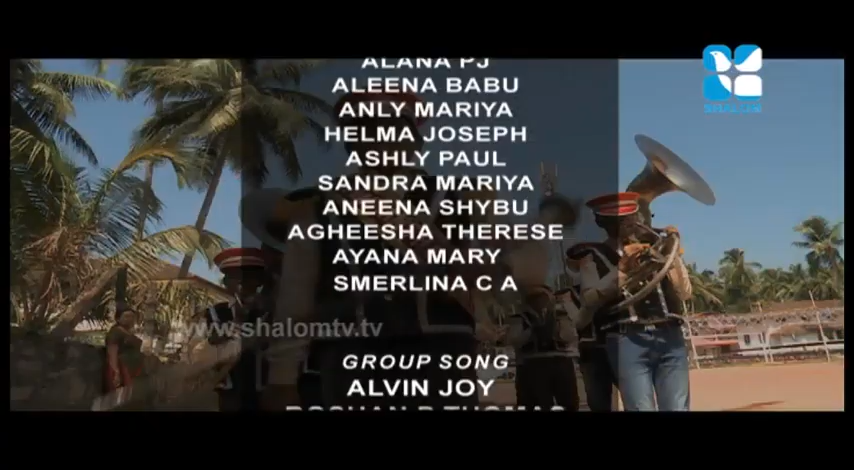 ALANA PJ
ALEENA BABU
ANLY MARIYA
HELMA JOSEPH
ASHLY PAUL
SANDRA MARIYA
ANEENA SHYBU
AGHEESHA THERESE
AYANA MARY
SMERLINA C A
www.shalomtv.tv
GROUP SONG
ALVIN JOY
SHALOM